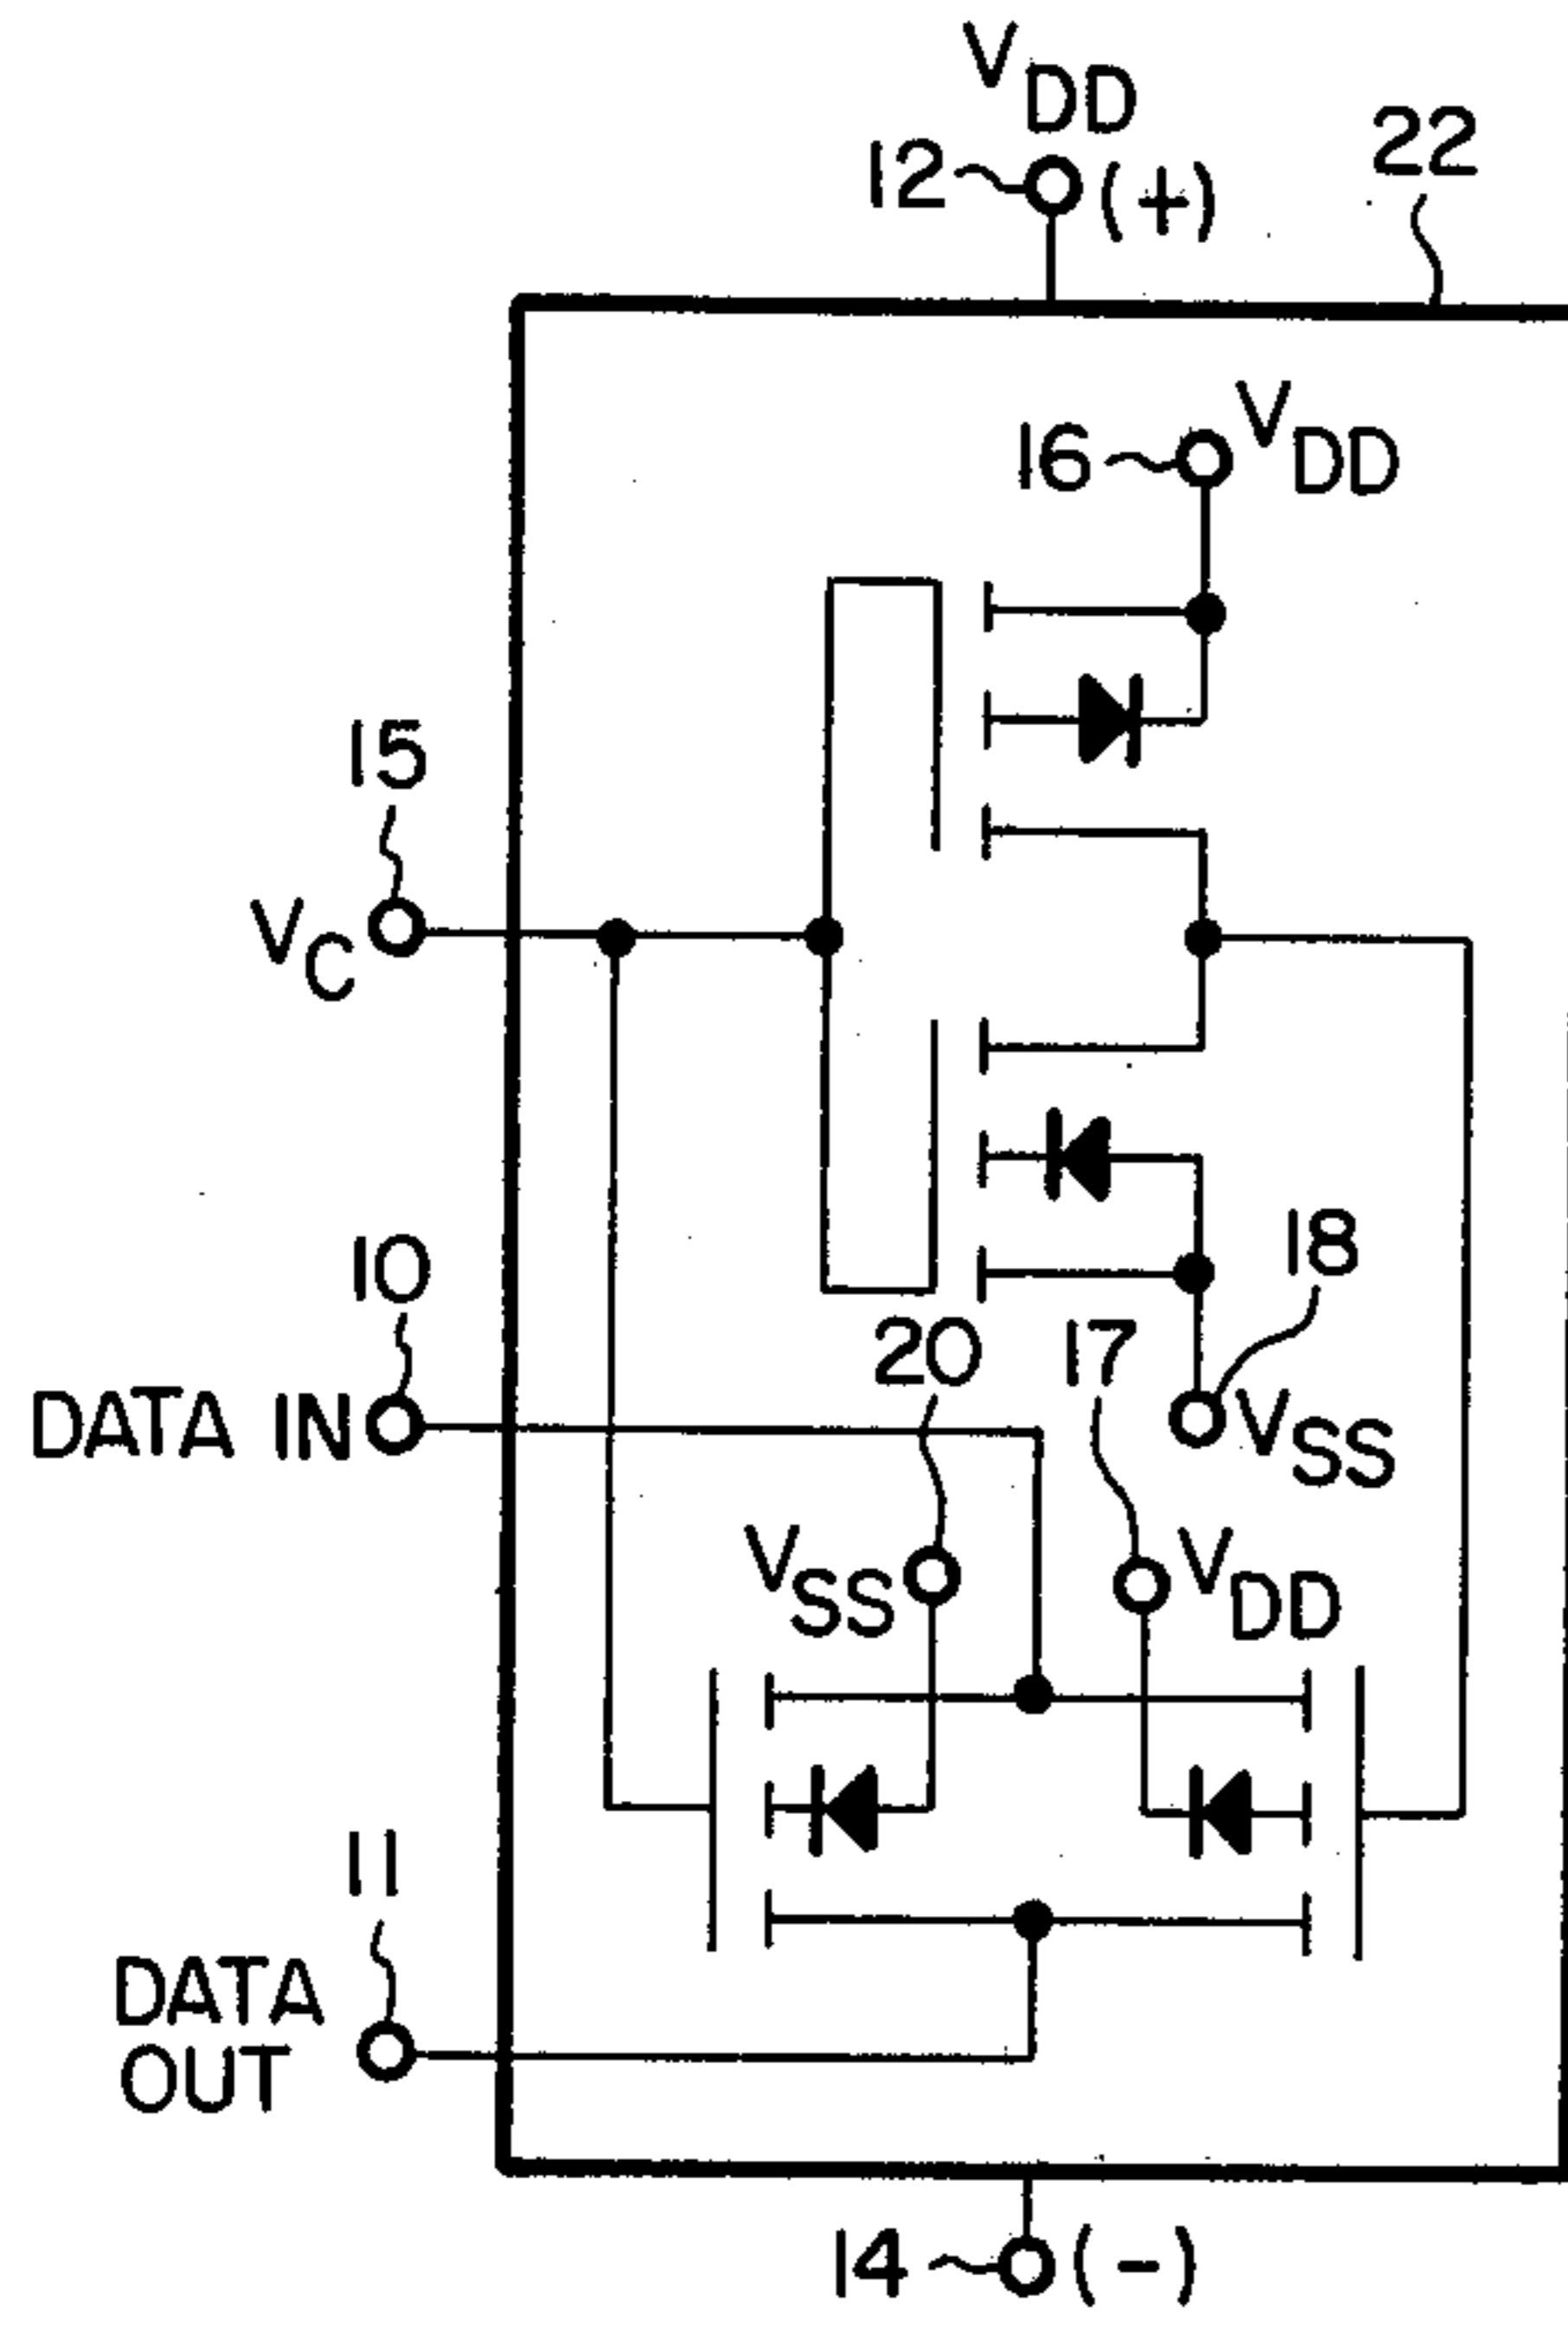 VDD
12 (+)
22
16 VDD
15
VC
18
10
20 17
DATA IN
VSS
VSS VDD
11
DATA
OUT
14 (-)